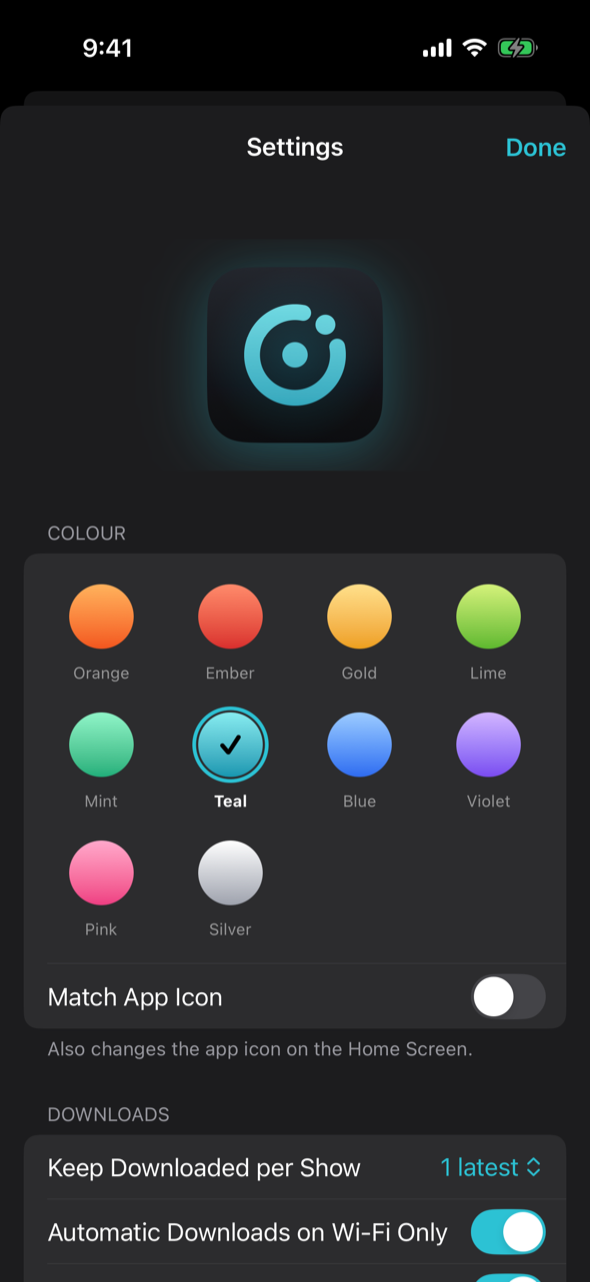 9:41
Settings
Done
COLOUR
Orange
Ember
Gold
Lime
Mint
Teal
Blue
Violet
Pink
Silver
Match App Icon
Also changes the app icon on the Home Screen.
DOWNLOADS
Keep Downloaded per Show
1 latest
Automatic Downloads on Wi-Fi Only